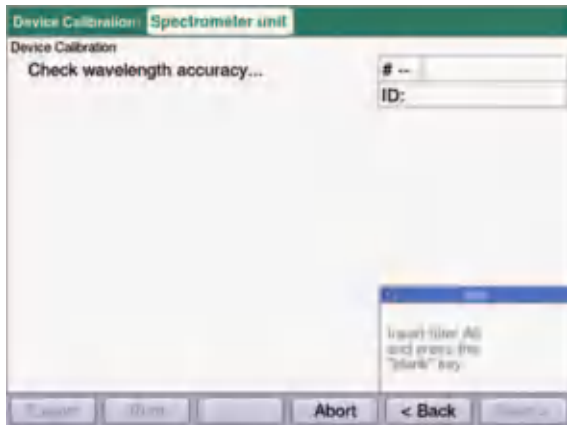 Device Calibration: Spectrometer unit
Device Calibration
Check wavelength accuracy...
# --
ID:
Insert filter A0
and press the
"blank" key
Abort
< Back